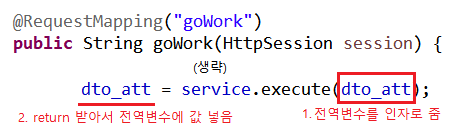 @RequestMapping("goWork")
public String goWork(HttpSession session) {
(생략)
dto_att = service.execute(dto_att);
2. return 받아서 전역변수에 값 넣음
1.전역변수를 인자로 줌